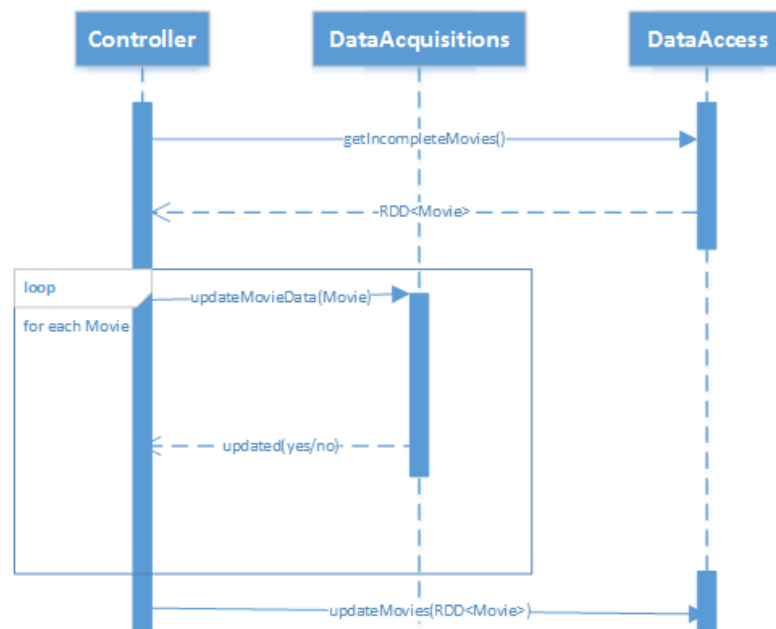 Controller
DataAcquisitions
DataAccess
getIncompleteMovies()
RDD<Movie>
loop
updateMovieData(Movie)
for each Movie
updated(yes/no)
updateMovies(RDD<Movie>)